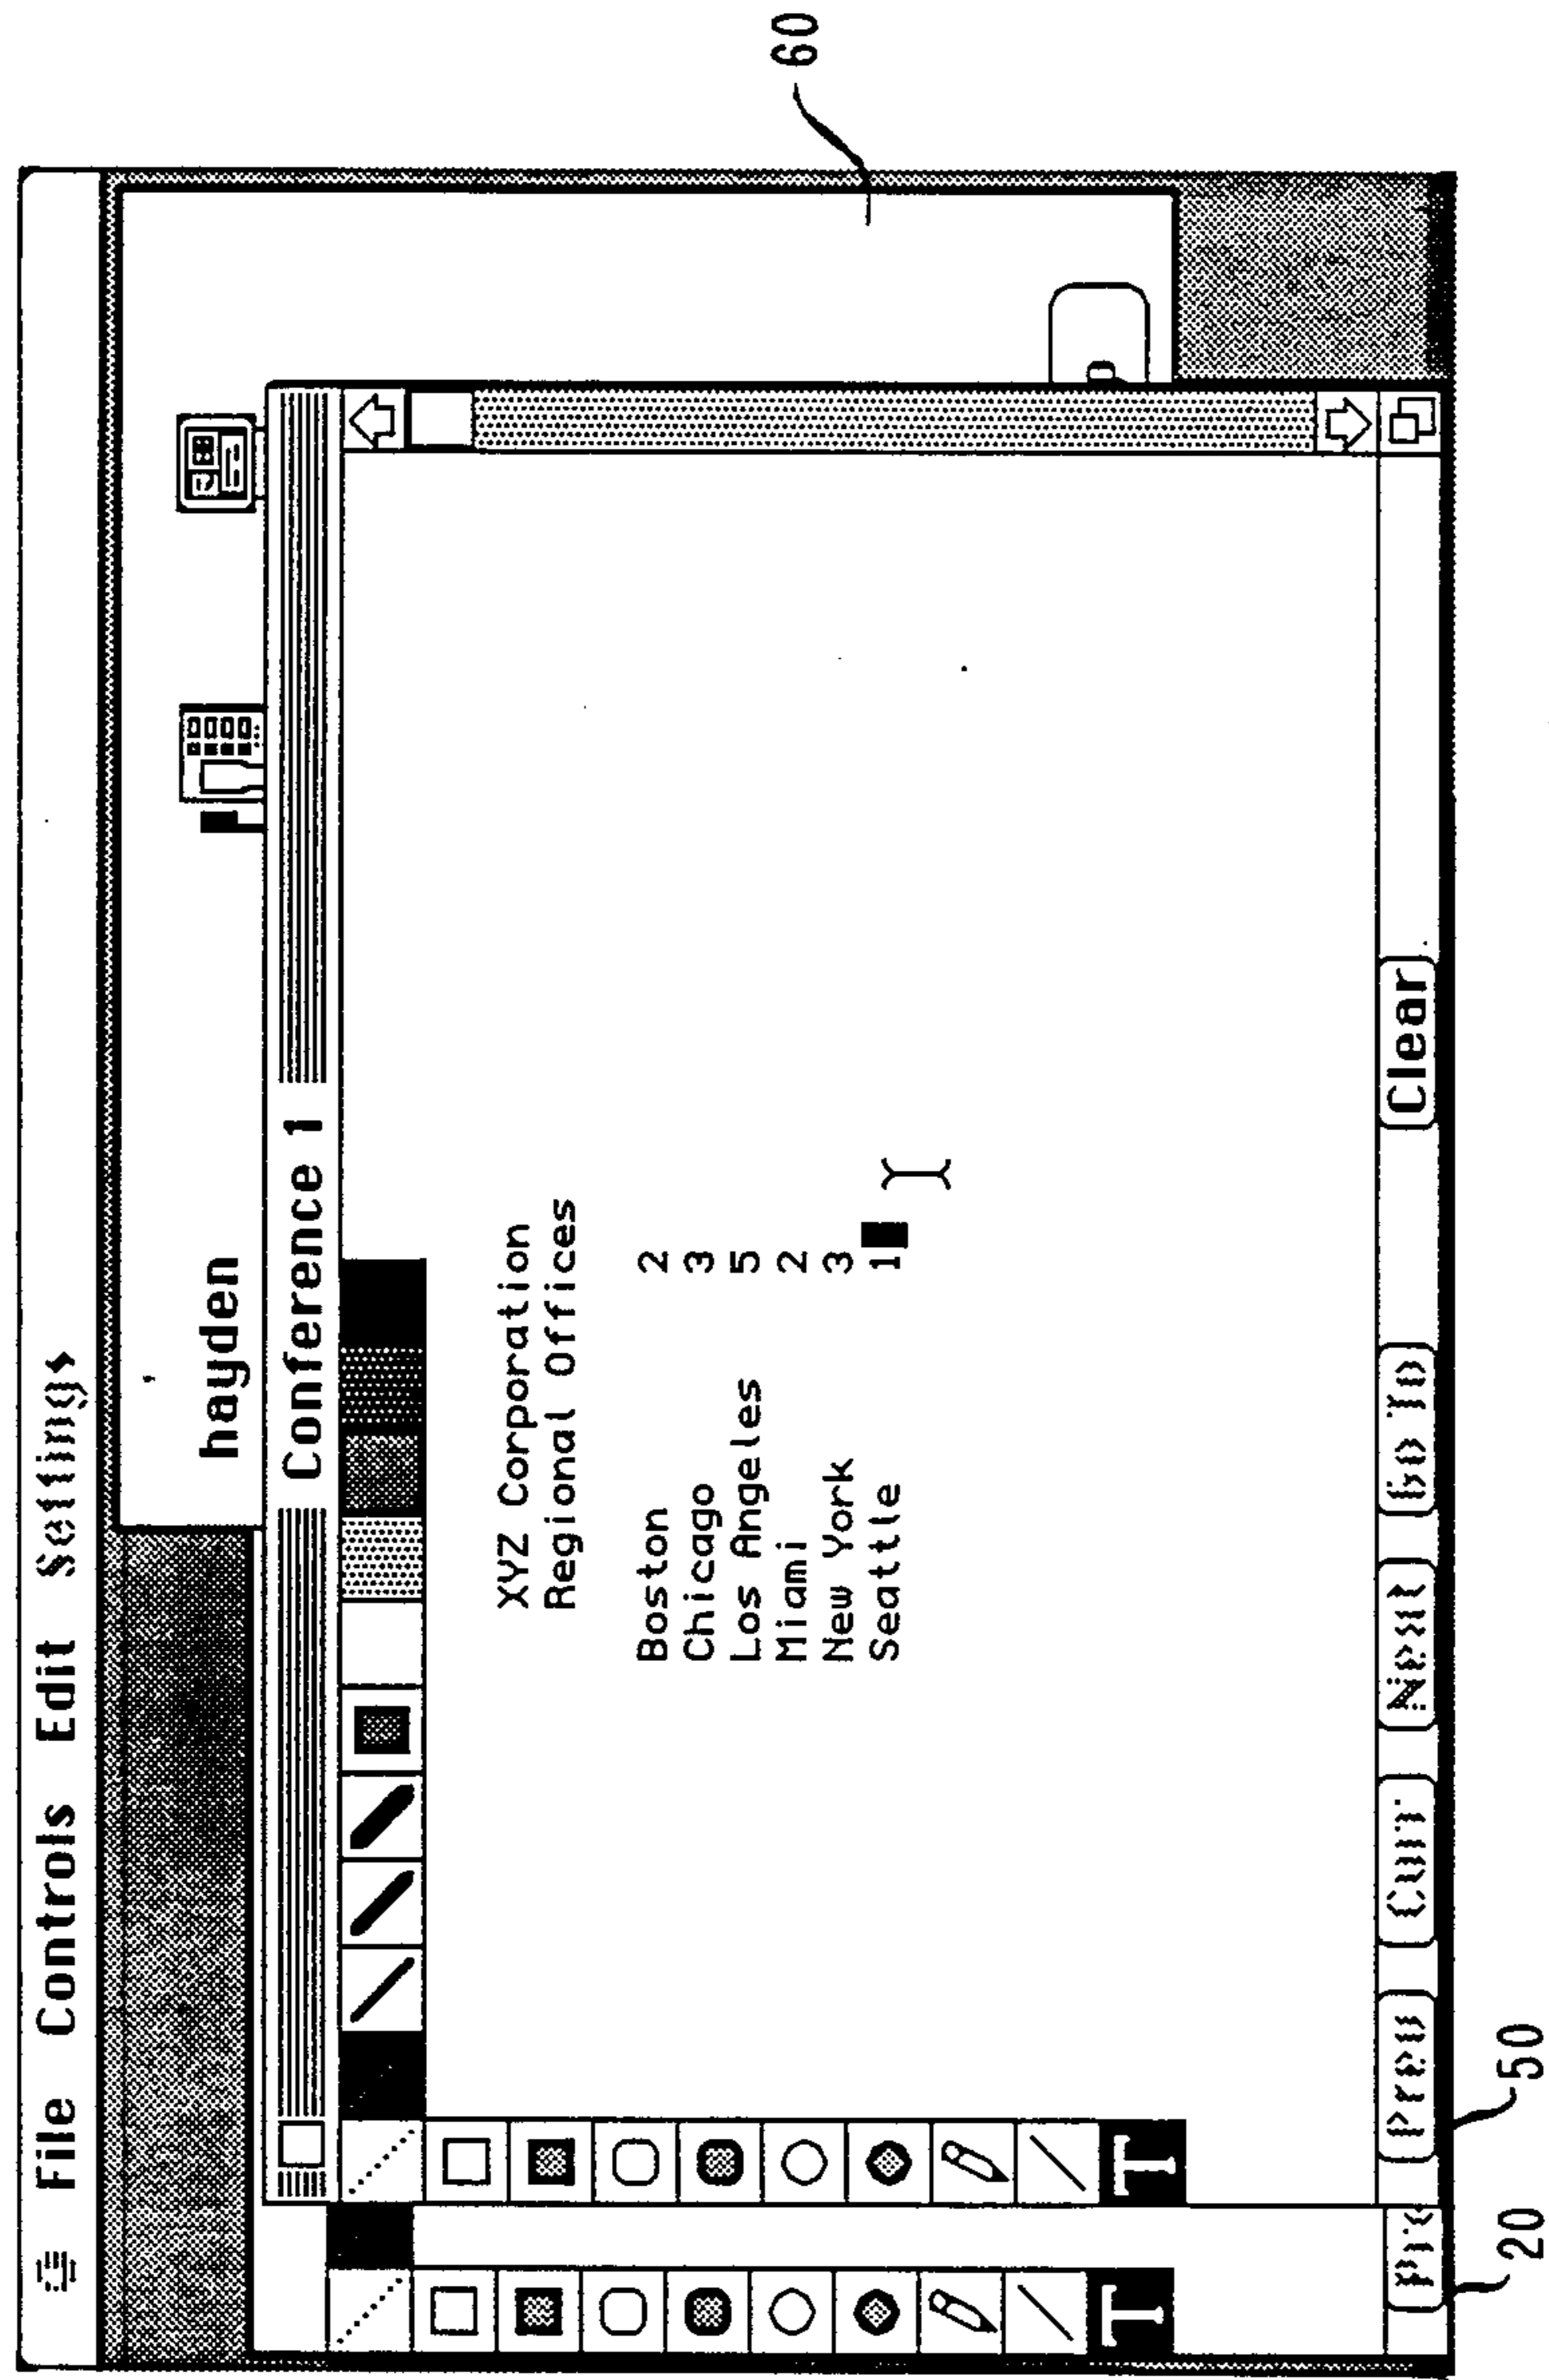 File Controls Edit Settings
hayden
Conference 1
XYZ Corporation
Regional Offices
Boston 2
Chicago 3
Los Angeles 5
Miami 2
New York 3
Seattle 1
T
T
Prev Curr. Next Go To Clear
20
50
60